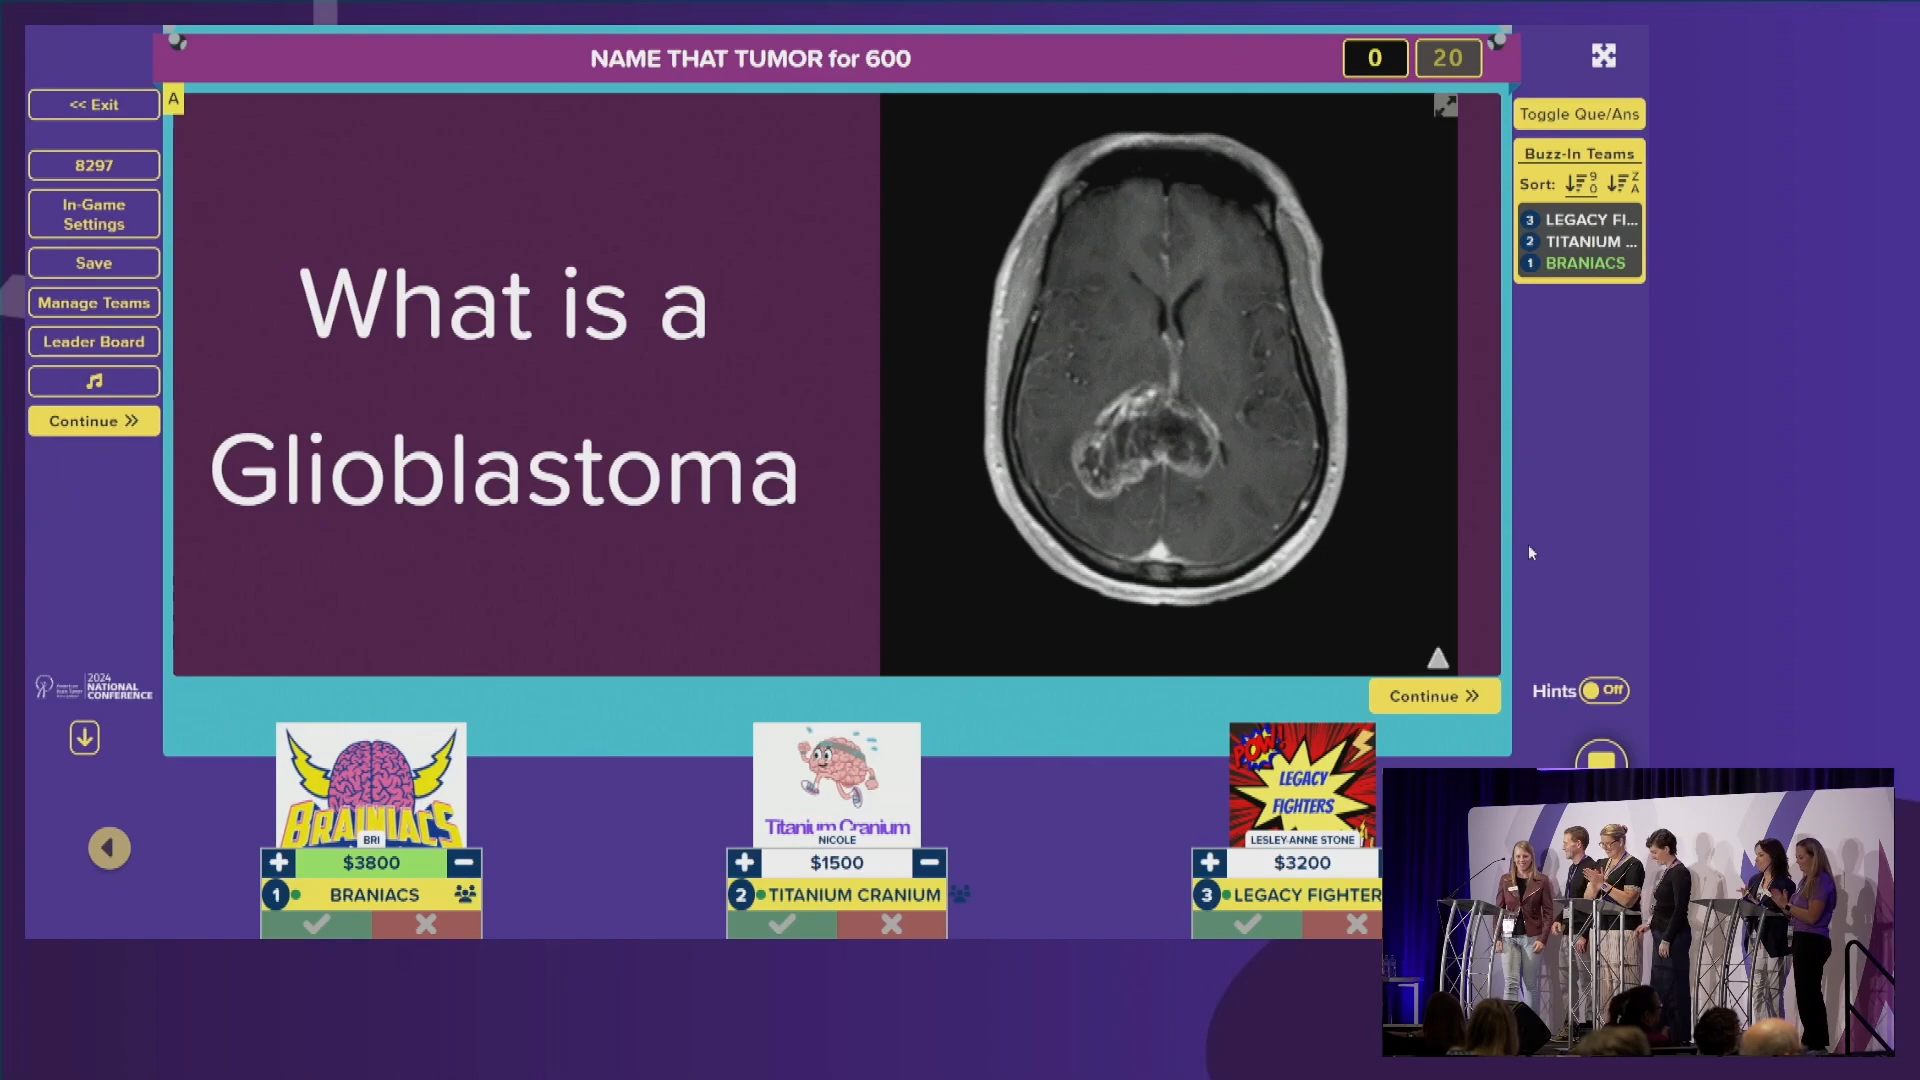 NAME THAT TUMOR for 600
0
20
<< Exit
A
8297
In-Game
Settings
Save
Manage Teams
Leader Board
Continue
What is a
Glioblastoma
Toggle Que/Ans
Buzz-In Teams
Sort:
9
0
Z
A
3 LEGACY FI...
2 TITANIUM ...
1 BRANIACS
Hints Off
Continue
2024
NATIONAL
CONFERENCE
BRAINIACS
BRI
$3800
1 BRANIACS
Titanium Cranium
NICOLE
$1500
2 TITANIUM CRANIUM
POW!
LEGACY
FIGHTERS
LESLEY-ANNE STONE
$3200
3 LEGACY FIGHTER